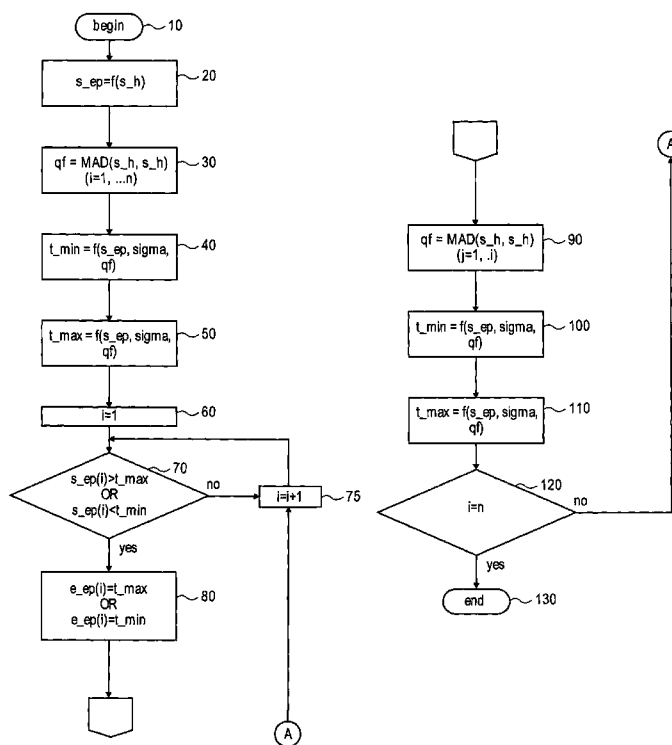 begin
10
s_ep=f(s_h)
20
qf = MAD(s_h, s_h)
(i=1, ...n)
30
t_min = f(s_ep, sigma,
qf)
40
t_max = f(s_ep, sigma,
qf)
50
i=1
60
s_ep(i)>t_max
OR
s_ep(i)<t_min
70
no
i=i+1
75
yes
e_ep(i)=t_max
OR
e_ep(i)=t_min
80
A
A
qf = MAD(s_h, s_h)
(j=1, .i)
90
t_min = f(s_ep, sigma,
qf)
100
t_max = f(s_ep, sigma,
qf)
110
i=n
120
no
yes
end
130